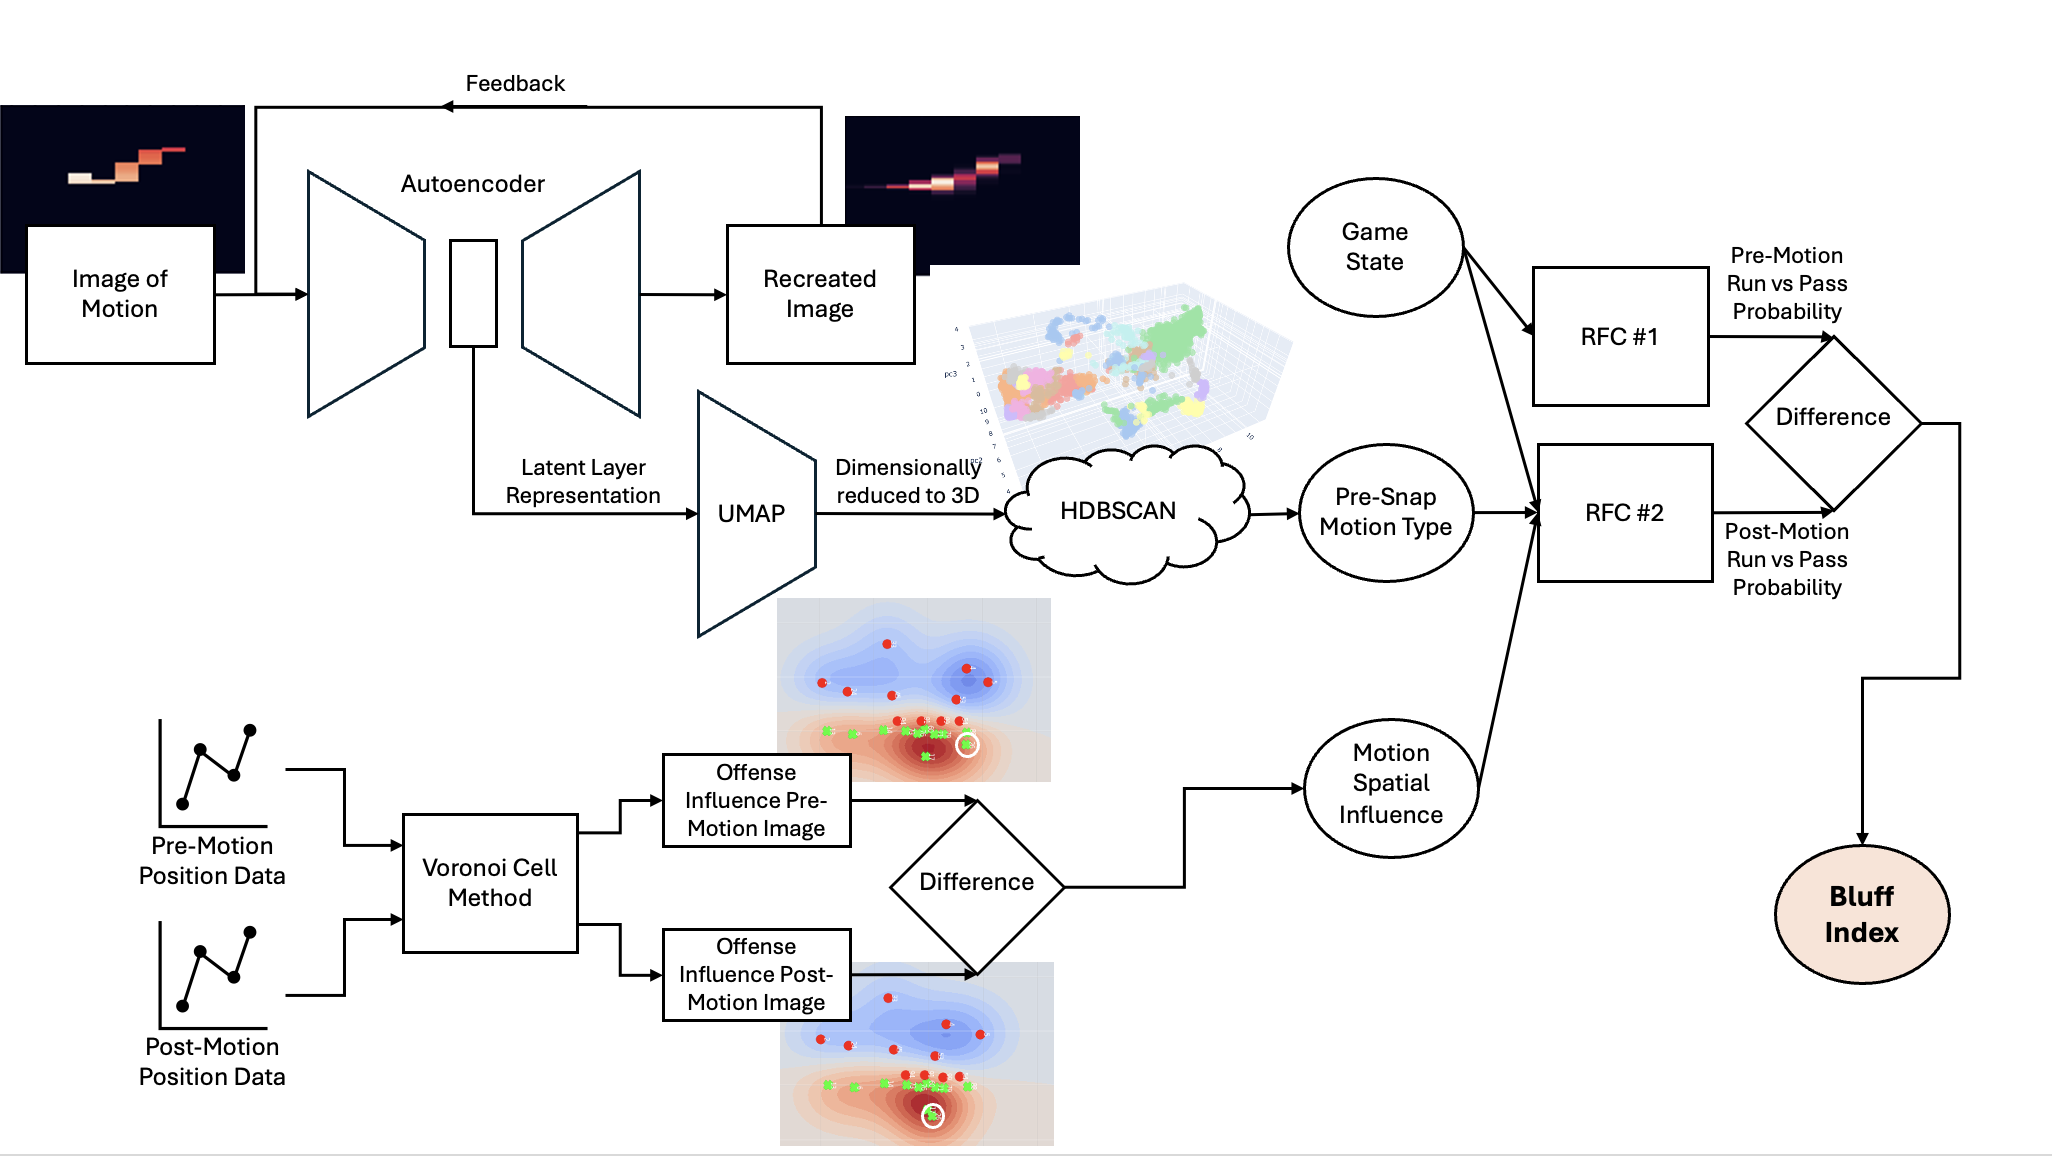 Feedback
Autoencoder
Image of
Motion
Recreated
Image
Game
State
RFC #1
Pre-Motion
Run vs Pass
Probability
Difference
Latent Layer
Representation
UMAP
Dimensionally
reduced to 3D
pc3
HDBSCAN
Pre-Snap
Motion Type
RFC #2
Post-Motion
Run vs Pass
Probability
Pre-Motion
Position Data
Post-Motion
Position Data
Voronoi Cell
Method
Offense
Influence Pre-
Motion Image
Offense
Influence Post-
Motion Image
Difference
Motion
Spatial
Influence
Bluff
Index